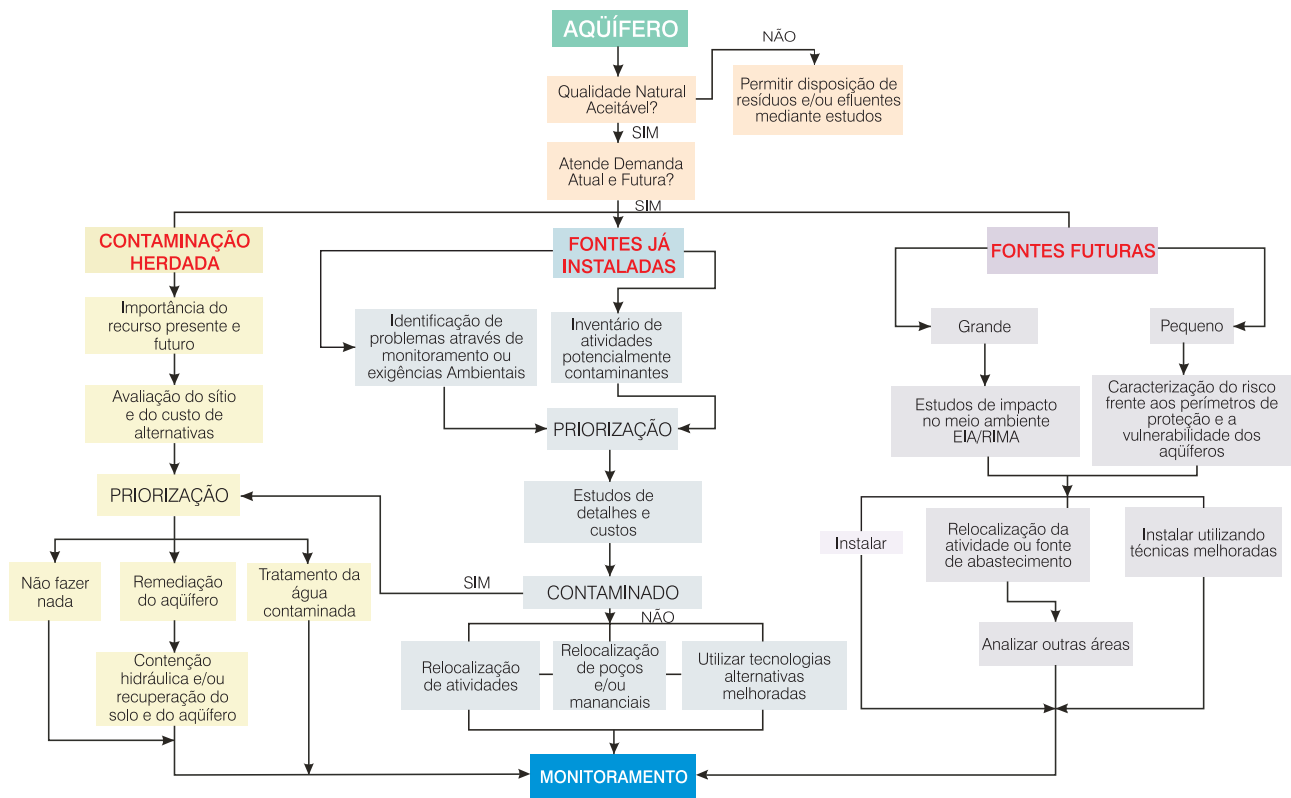 AQÜÍFERO
NÃO
Qualidade Natural
Aceitável?
Permitir disposição de
resíduos e/ou efluentes
mediante estudos
SIM
Atende Demanda
Atual e Futura?
SIM
CONTAMINAÇÃO
HERDADA
Importância do
recurso presente e
futuro
Avaliação do sítio
e do custo de
alternativas
PRIORIZAÇÃO
Não fazer
nada
Remediação
do aqüífero
Tratamento da
água
contaminada
Contenção
hidráulica e/ou
recuperação do
solo e do aqüífero
FONTES JÁ
INSTALADAS
Identificação de
problemas através de
monitoramento ou
exigências Ambientais
Inventário de
atividades
potencialmente
contaminantes
PRIORIZAÇÃO
Estudos de
detalhes e
custos
SIM
CONTAMINADO
NÃO
Relocalização
de atividades
Relocalização
de poços
e/ou
mananciais
Utilizar tecnologias
alternativas
melhoradas
FONTES FUTURAS
Grande
Pequeno
Estudos de impacto
no meio ambiente
EIA/RIMA
Caracterização do risco
frente aos perímetros de
proteção e a
vulnerabilidade dos
aqüíferos
Instalar
Relocalização da
atividade ou fonte
de abastecimento
Instalar utilizando
técnicas melhoradas
Analizar outras áreas
MONITORAMENTO